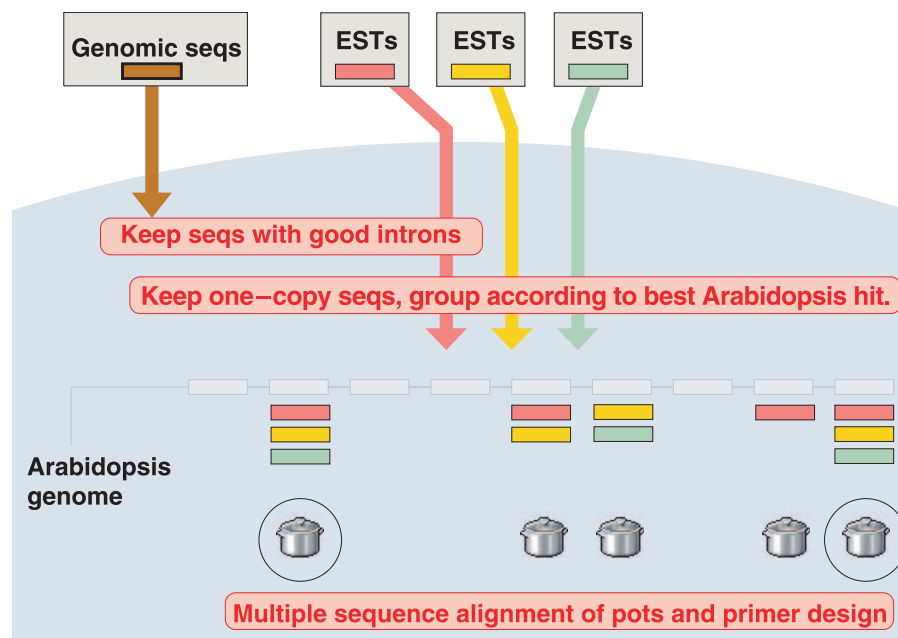 Genomic seqs
ESTs
ESTs
ESTs
Keep seqs with good introns
Keep one−copy seqs, group according to best Arabidopsis hit.
Arabidopsis
genome
Multiple sequence alignment of pots and primer design